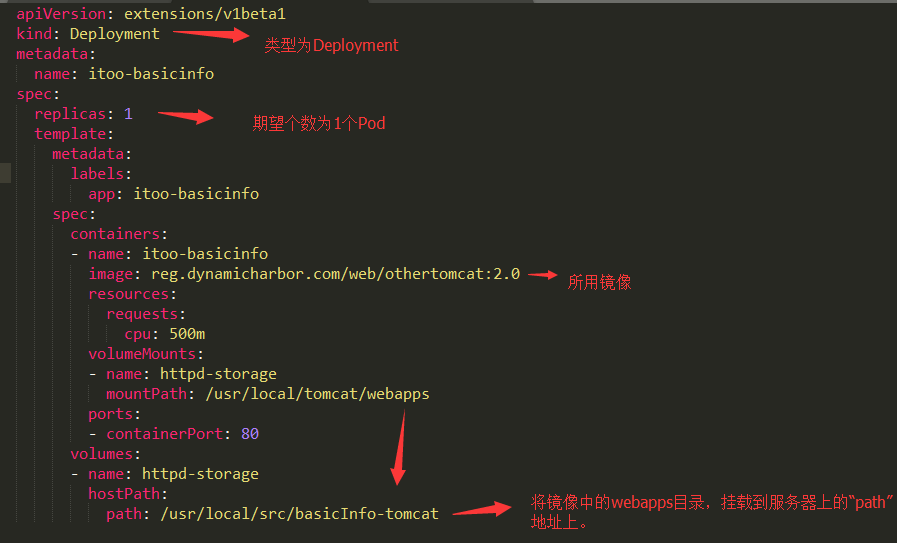 apiVersion: extensions/v1beta1
kind: Deployment
类型为Deployment
metadata:
name: itoo-basicinfo
spec:
replicas: 1
期望个数为1个Pod
template:
metadata:
labels:
app: itoo-basicinfo
spec:
containers:
- name: itoo-basicinfo
image: reg.dynamicharbor.com/web/othertomcat:2.0
所用镜像
resources:
requests:
cpu: 500m
volumeMounts:
- name: httpd-storage
mountPath: /usr/local/tomcat/webapps
ports:
- containerPort: 80
volumes:
- name: httpd-storage
hostPath:
path: /usr/local/src/basicInfo-tomcat
将镜像中的webapps目录，挂载到服务器上的“path”
地址上。